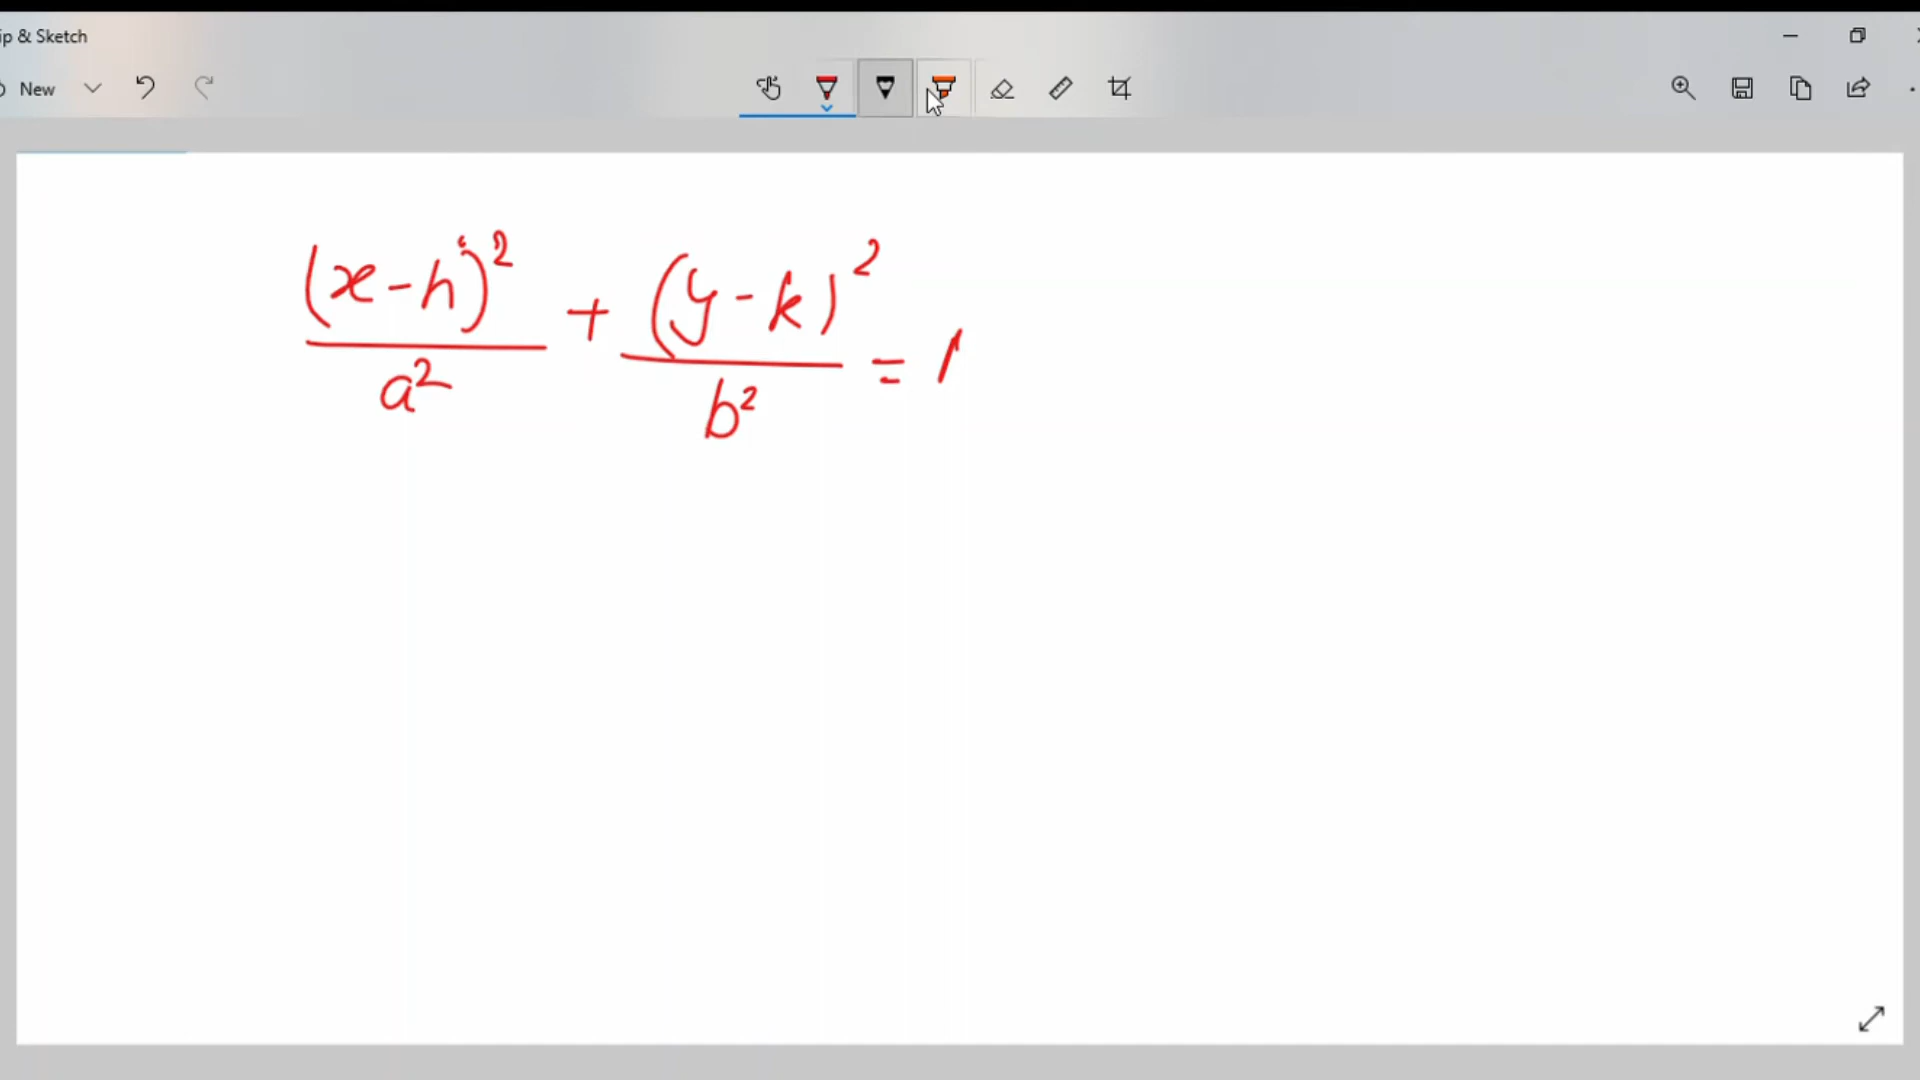 ip & Sketch
New
(x-h)² / a² + (y-k)² / b² = 1